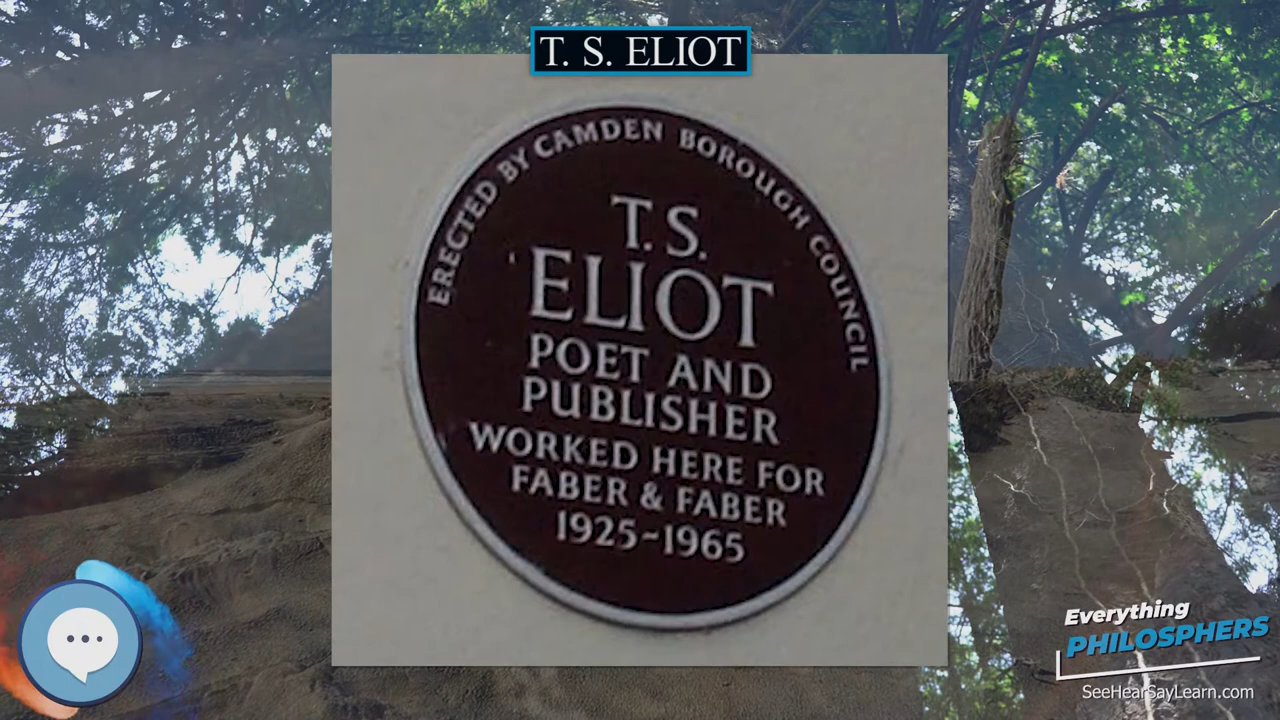 T. S. ELIOT
ERECTED BY CAMDEN BOROUGH COUNCIL
T. S.
ELIOT
POET AND
PUBLISHER
WORKED HERE FOR
FABER & FABER
1925~1965
Everything
PHILOSPHERS
SeeHearSayLearn.com